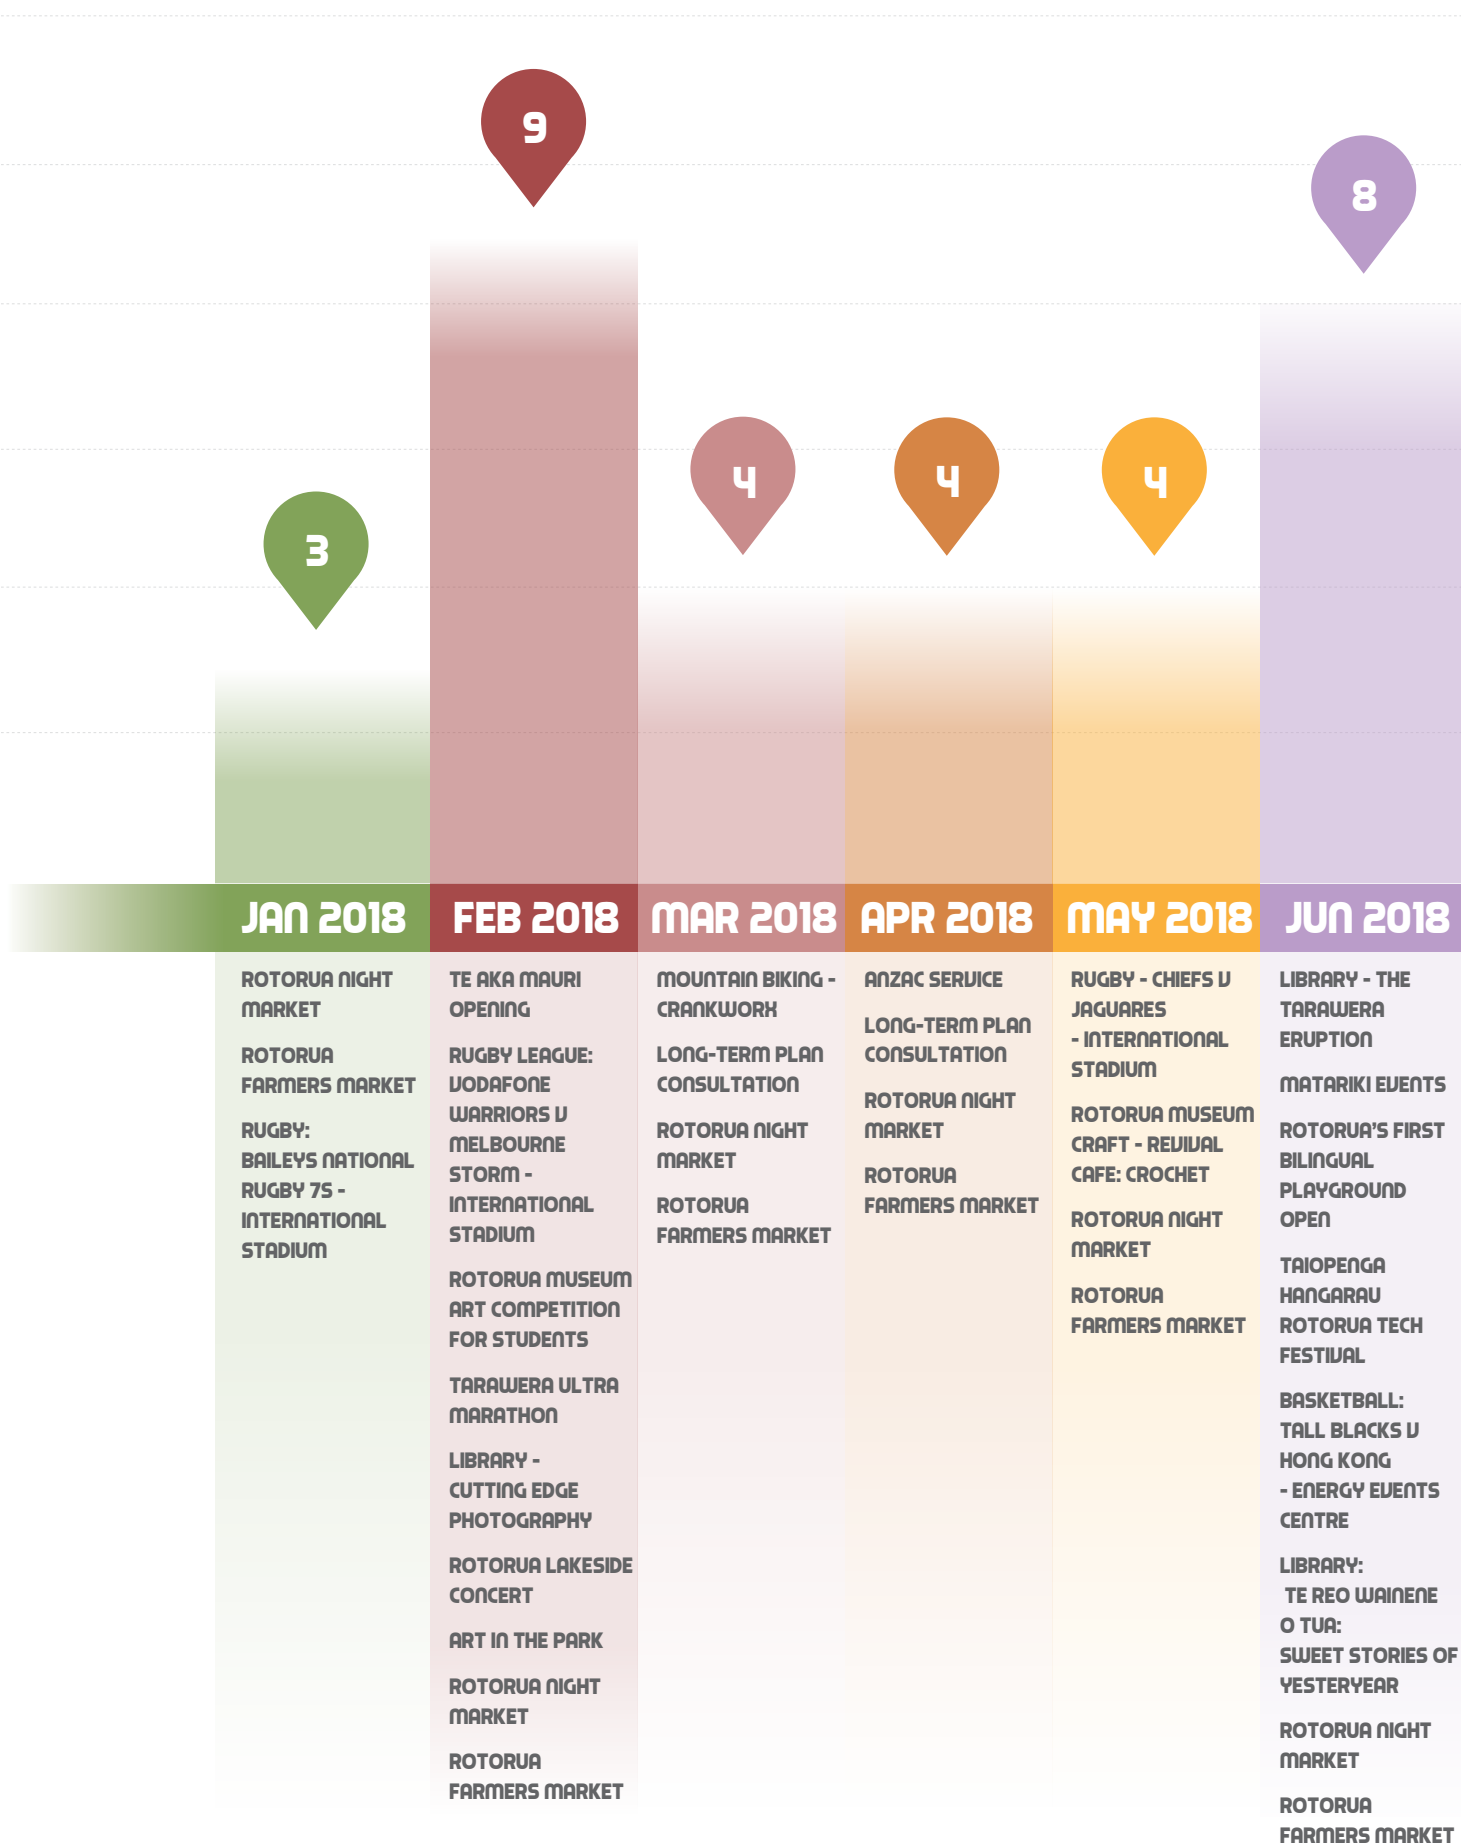 9
8
4
4
4
3
JAN 2018
FEB 2018
MAR 2018
APR 2018
MAY 2018
JUN 2018
ROTORUA NIGHT
MARKET
ROTORUA
FARMERS MARKET
RUGBY:
BAILEYS NATIONAL
RUGBY 7S -
INTERNATIONAL
STADIUM
TE AKA MAURI
OPENING
RUGBY LEAGUE:
VODAFONE
WARRIORS V
MELBOURNE
STORM -
INTERNATIONAL
STADIUM
ROTORUA MUSEUM
ART COMPETITION
FOR STUDENTS
TARAWERA ULTRA
MARATHON
LIBRARY -
CUTTING EDGE
PHOTOGRAPHY
ROTORUA LAKESIDE
CONCERT
ART IN THE PARK
ROTORUA NIGHT
MARKET
ROTORUA
FARMERS MARKET
MOUNTAIN BIKING -
CRANKWORX
LONG-TERM PLAN
CONSULTATION
ROTORUA NIGHT
MARKET
ROTORUA
FARMERS MARKET
ANZAC SERVICE
LONG-TERM PLAN
CONSULTATION
ROTORUA NIGHT
MARKET
ROTORUA
FARMERS MARKET
RUGBY - CHIEFS V
JAGUARES
- INTERNATIONAL
STADIUM
ROTORUA MUSEUM
CRAFT - REVIVAL
CAFE: CROCHET
ROTORUA NIGHT
MARKET
ROTORUA
FARMERS MARKET
LIBRARY - THE
TARAWERA
ERUPTION
MATARIKI EVENTS
ROTORUA'S FIRST
BILINGUAL
PLAYGROUND
OPEN
TAIOPENGA
HANGARAU
ROTORUA TECH
FESTIVAL
BASKETBALL:
TALL BLACKS V
HONG KONG
- ENERGY EVENTS
CENTRE
LIBRARY:
TE REO WAINENE
O TUA:
SWEET STORIES OF
YESTERYEAR
ROTORUA NIGHT
MARKET
ROTORUA
FARMERS MARKET